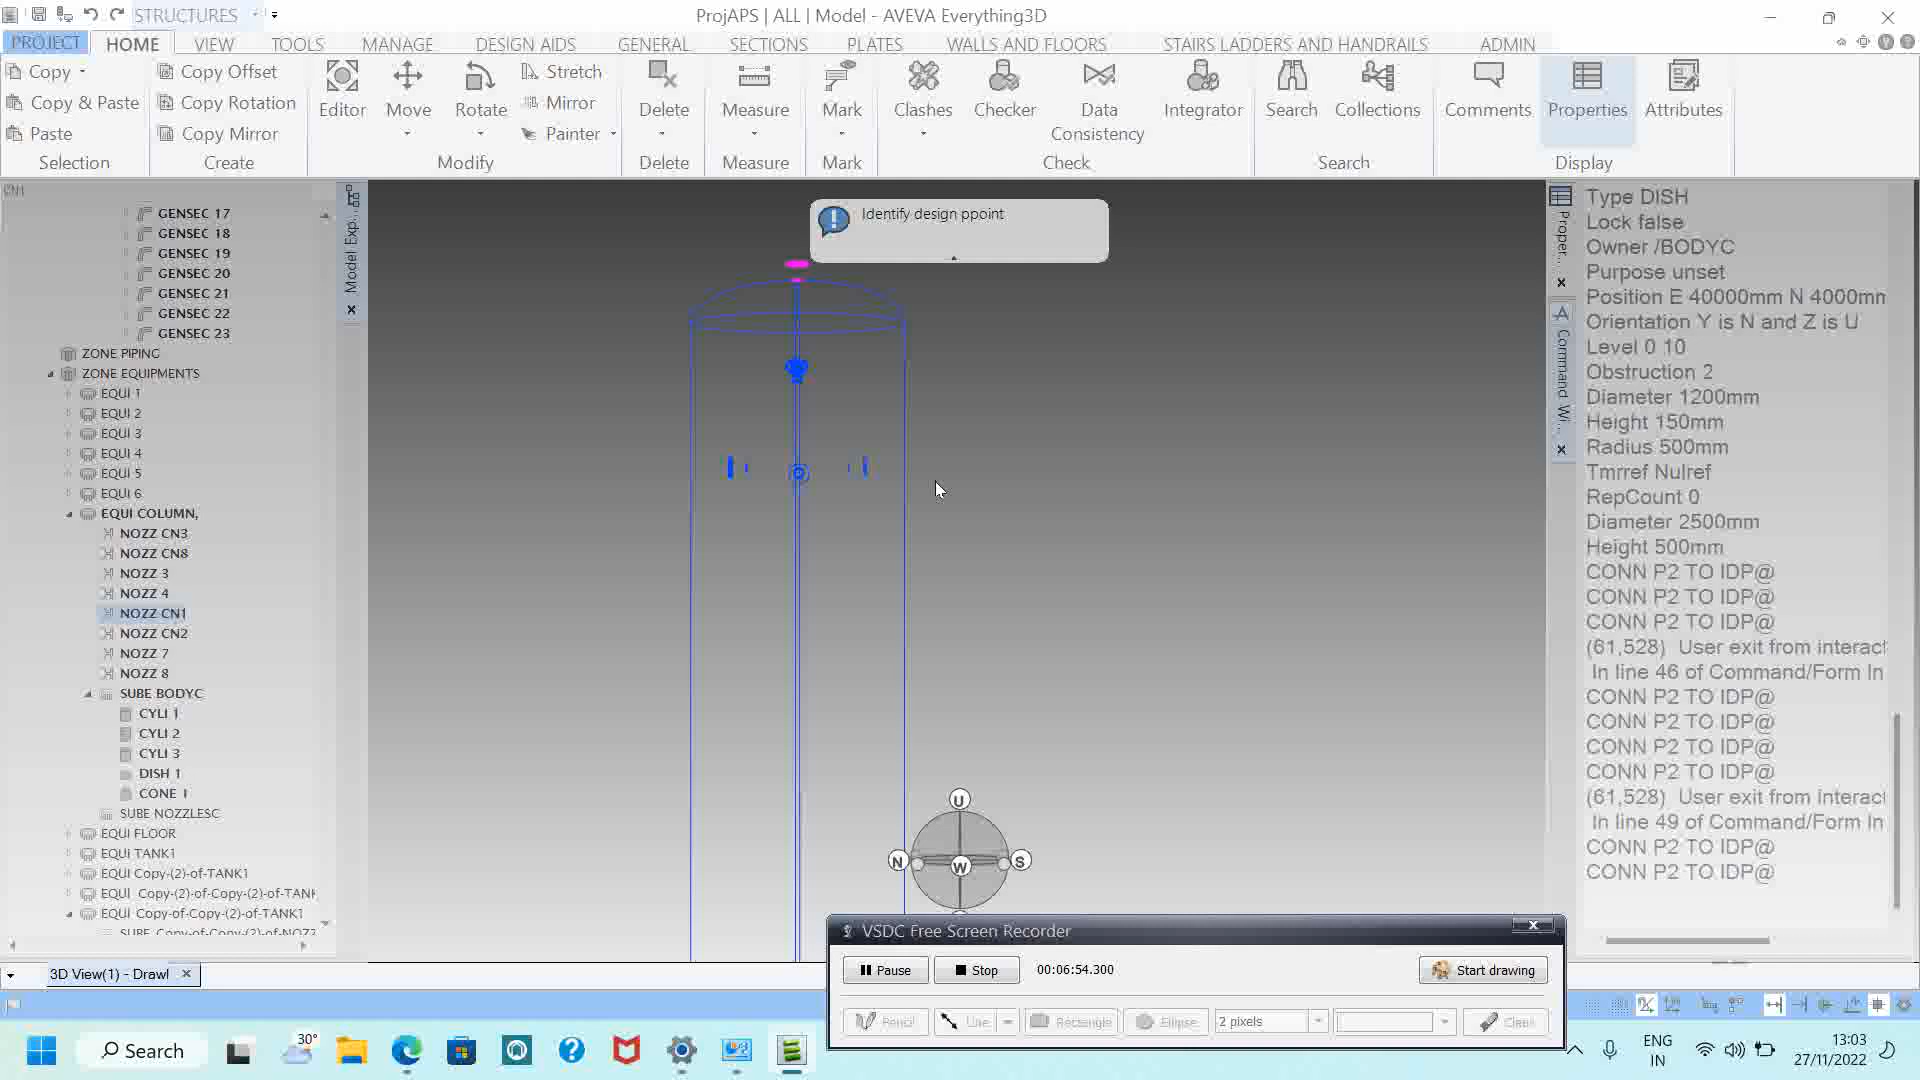 STRUCTURES
ProjAPS | ALL | Model - AVEVA Everything3D
PROJECT
HOME
VIEW
TOOLS
MANAGE
DESIGN AIDS
GENERAL
SECTIONS
PLATES
WALLS AND FLOORS
STAIRS LADDERS AND HANDRAILS
ADMIN
Copy
Copy & Paste
Paste
Selection
Copy Offset
Copy Rotation
Copy Mirror
Create
Editor
Move
Rotate
Stretch
Mirror
Painter
Modify
Delete
Delete
Measure
Measure
Mark
Mark
Clashes
Checker
Data
Consistency
Integrator
Check
Search
Collections
Search
Comments
Properties
Attributes
Display
CN1
GENSEC 17
GENSEC 18
GENSEC 19
GENSEC 20
GENSEC 21
GENSEC 22
GENSEC 23
ZONE PIPING
ZONE EQUIPMENTS
EQUI 1
EQUI 2
EQUI 3
EQUI 4
EQUI 5
EQUI 6
EQUI COLUMN,
NOZZ CN3
NOZZ CN8
NOZZ 3
NOZZ 4
NOZZ CN1
NOZZ CN2
NOZZ 7
NOZZ 8
SUBE BODYC
CYLI 1
CYLI 2
CYLI 3
DISH 1
CONE 1
SUBE NOZZLESC
EQUI FLOOR
EQUI TANK1
EQUI Copy-(2)-of-TANK1
EQUI Copy-(2)-of-Copy-(2)-of-TANK
EQUI Copy-of-Copy-(2)-of-TANK1
SUBE Copy-of-Copy-(2)-of-NOZZ
Model Exp...
Identify design ppoint
U
N
W
S
Proper...
Command Wi...
Type DISH
Lock false
Owner /BODYC
Purpose unset
Position E 40000mm N 4000mm
Orientation Y is N and Z is U
Level 0 10
Obstruction 2
Diameter 1200mm
Height 150mm
Radius 500mm
Tmrref Nulref
RepCount 0
Diameter 2500mm
Height 500mm
CONN P2 TO IDP@
CONN P2 TO IDP@
CONN P2 TO IDP@
(61,528) User exit from interact
In line 46 of Command/Form In
CONN P2 TO IDP@
CONN P2 TO IDP@
CONN P2 TO IDP@
CONN P2 TO IDP@
(61,528) User exit from interact
In line 49 of Command/Form In
CONN P2 TO IDP@
CONN P2 TO IDP@
3D View(1) - Drawl
VSDC Free Screen Recorder
Pause
Stop
00:06:54.300
Start drawing
Pencil
Line
Rectangle
Ellipse
2 pixels
30°
Search
ENG
IN
13:03
27/11/2022